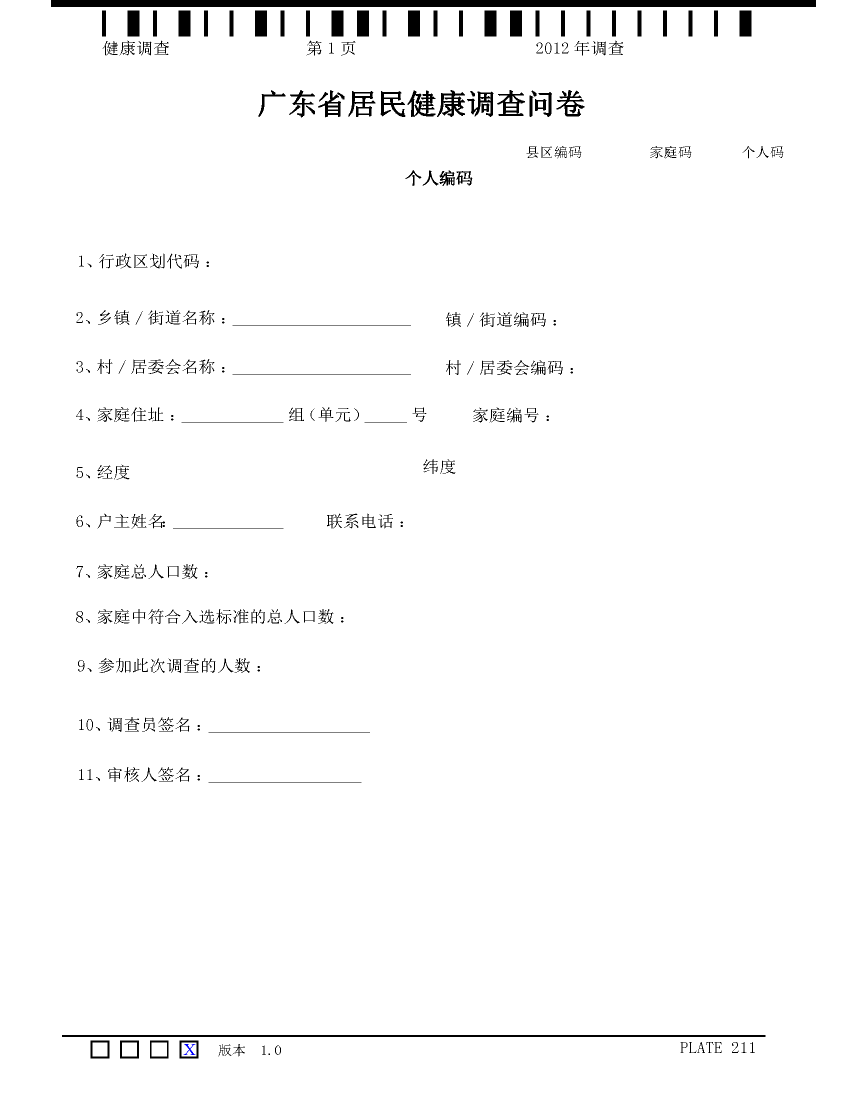 健康调查 第 1 页 2012 年调查
广东省居民健康调查问卷
县区编码 家庭码 个人码
个人编码
1、行政区划代码：
2、乡镇／街道名称：_____________________ 镇／街道编码：
3、村／居委会名称：_____________________ 村／居委会编码：
4、家庭住址：____________ 组（单元）_____ 号 家庭编号：
5、经度 纬度
6、户主姓名：_____________ 联系电话：
7、家庭总人口数：
8、家庭中符合入选标准的总人口数：
9、参加此次调查的人数：
10、调查员签名：___________________
11、审核人签名：__________________
X 版本 1.0 PLATE 211